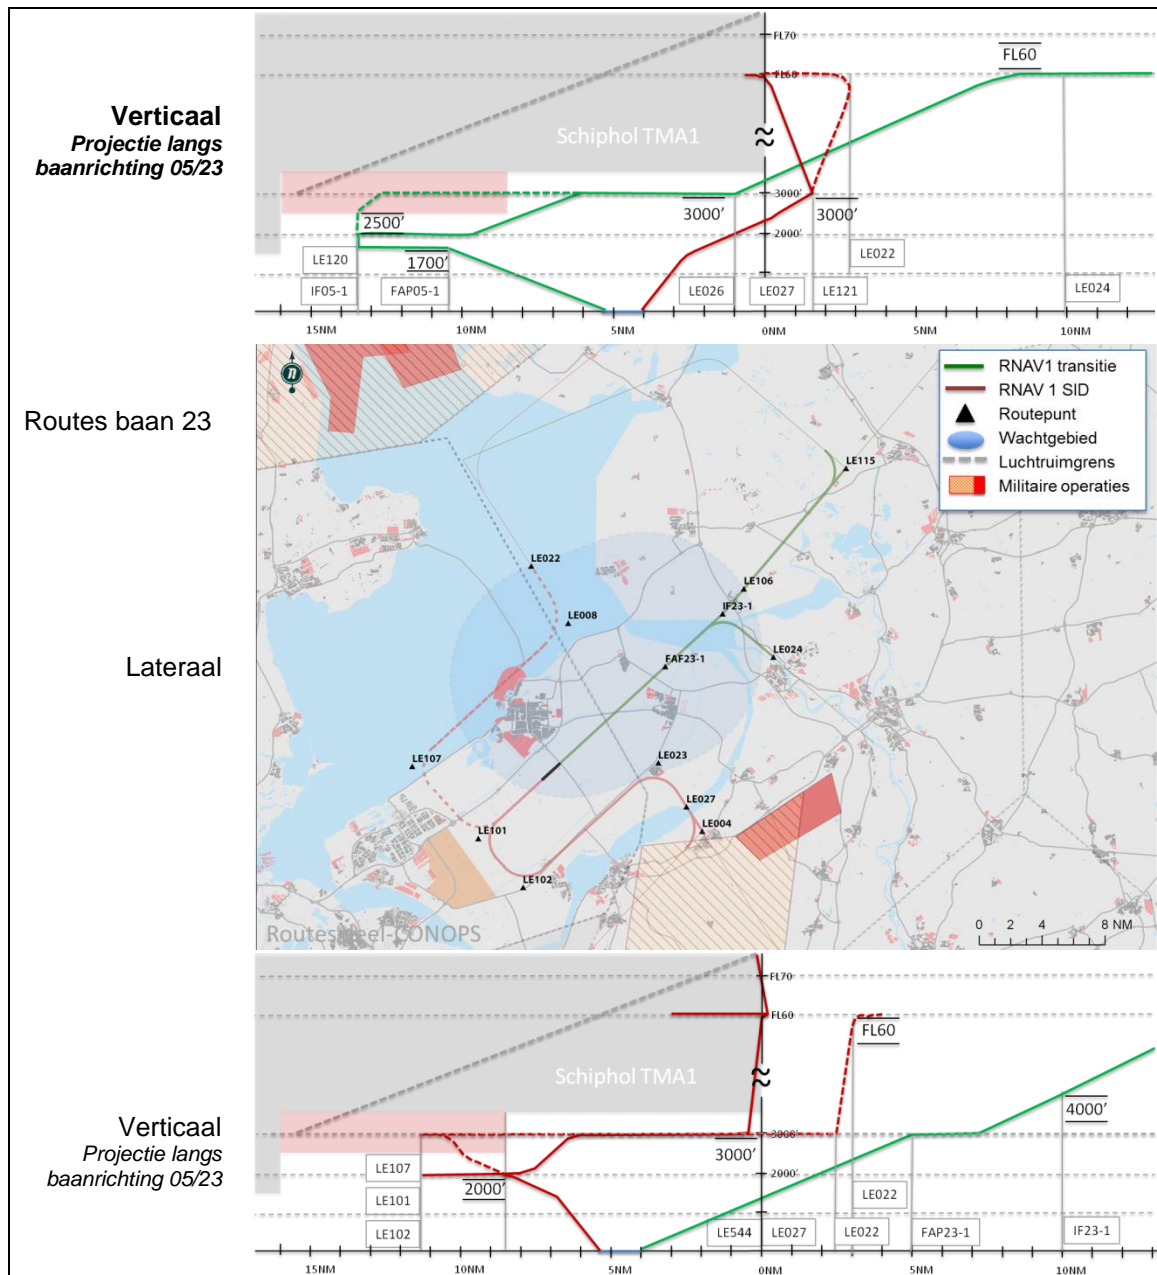 FL70
FL60
FL60
Verticaal
Projectie langs
baanrichting 05/23
Schiphol TMA1
≈
3000'
2500'
3000'
3000'
2000'
1700'
LE120
LE022
IF05-1
FAP05-1
LE026
LE027
LE121
LE024
15NM
10NM
5NM
0NM
5NM
10NM
Routes baan 23
n
RNAV1 transitie
RNAV 1 SID
Routepunt
Wachtgebied
Luchtruimgrens
Militaire operaties
LE115
LE022
LE106
LE008
IF23-1
Lateraal
LE024
FAF23-1
LE107
LE023
LE027
LE101
LE004
LE102
0 2 4 8 NM
FL70
FL60
FL60
Schiphol TMA1
≈
4000'
Verticaal
Projectie langs
baanrichting 05/23
3000'
3000'
2000'
2000'
LE107
LE101
LE022
LE102
LE544
LE027
LE022
FAP23-1
IF23-1
15NM
10NM
5NM
0NM
5NM
10NM